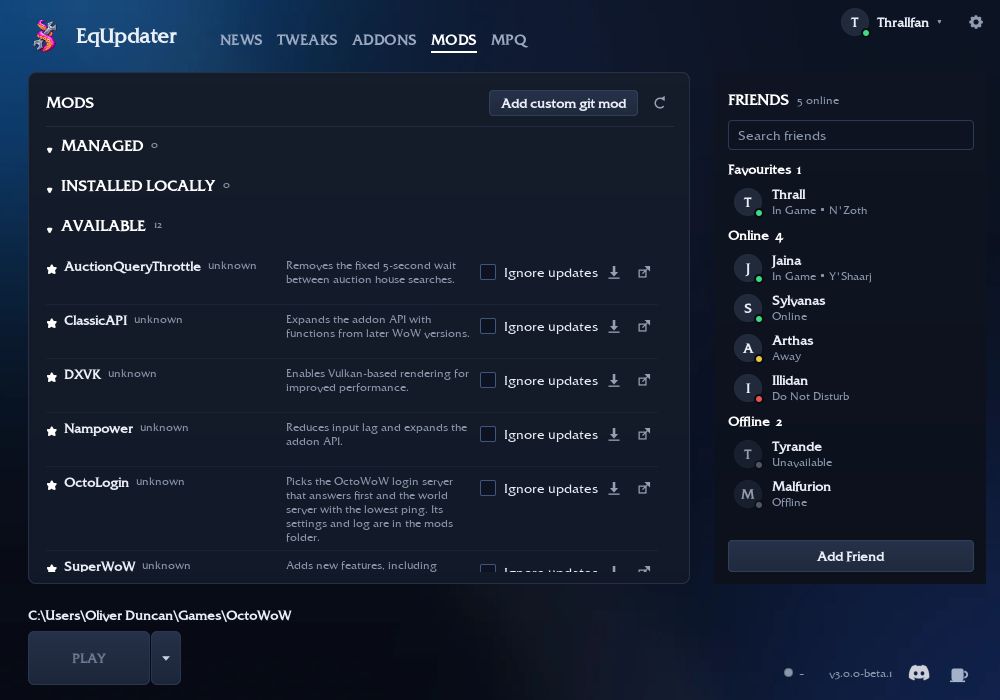 EqUpdater
NEWS TWEAKS ADDONS MODS MPQ
T Thrallfan
MODS
Add custom git mod
MANAGED 0
INSTALLED LOCALLY 0
AVAILABLE 12
AuctionQueryThrottle unknown
Removes the fixed 5-second wait
between auction house searches.
Ignore updates
ClassicAPI unknown
Expands the addon API with
functions from later WoW versions.
Ignore updates
DXVK unknown
Enables Vulkan-based rendering for
improved performance.
Ignore updates
Nampower unknown
Reduces input lag and expands the
addon API.
Ignore updates
OctoLogin unknown
Picks the OctoWoW login server
that answers first and the world
server with the lowest ping. Its
settings and log are in the mods
folder.
Ignore updates
SuperWoW unknown
Adds new features, including
Ignore updates
FRIENDS 5 online
Search friends
Favourites 1
T Thrall
In Game • N'Zoth
Online 4
J Jaina
In Game • Y'Shaarj
S Sylvanas
Online
A Arthas
Away
I Illidan
Do Not Disturb
Offline 2
T Tyrande
Unavailable
M Malfurion
Offline
Add Friend
C:\Users\Oliver Duncan\Games\OctoWoW
PLAY
–
v3.0.0-beta.1